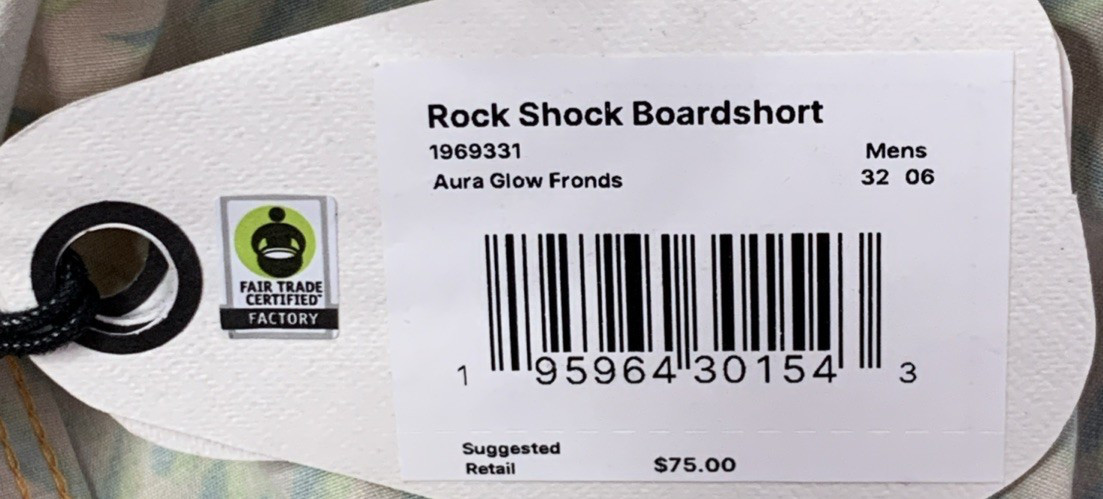 Rock Shock Boardshort
1969331
Mens
Aura Glow Fronds
32 06
FAIR TRADE
CERTIFIED™
FACTORY
1 95964 30154 3
Suggested
Retail
$75.00